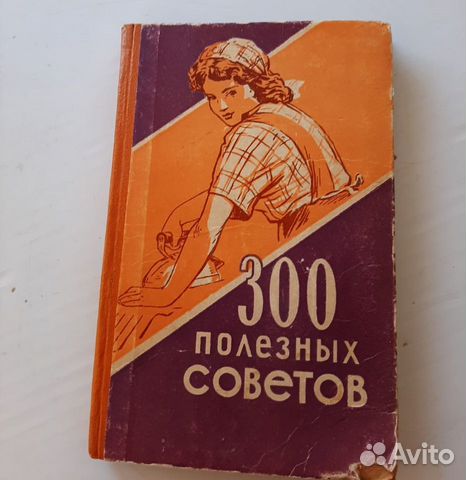 300
полезных
советов
Avito